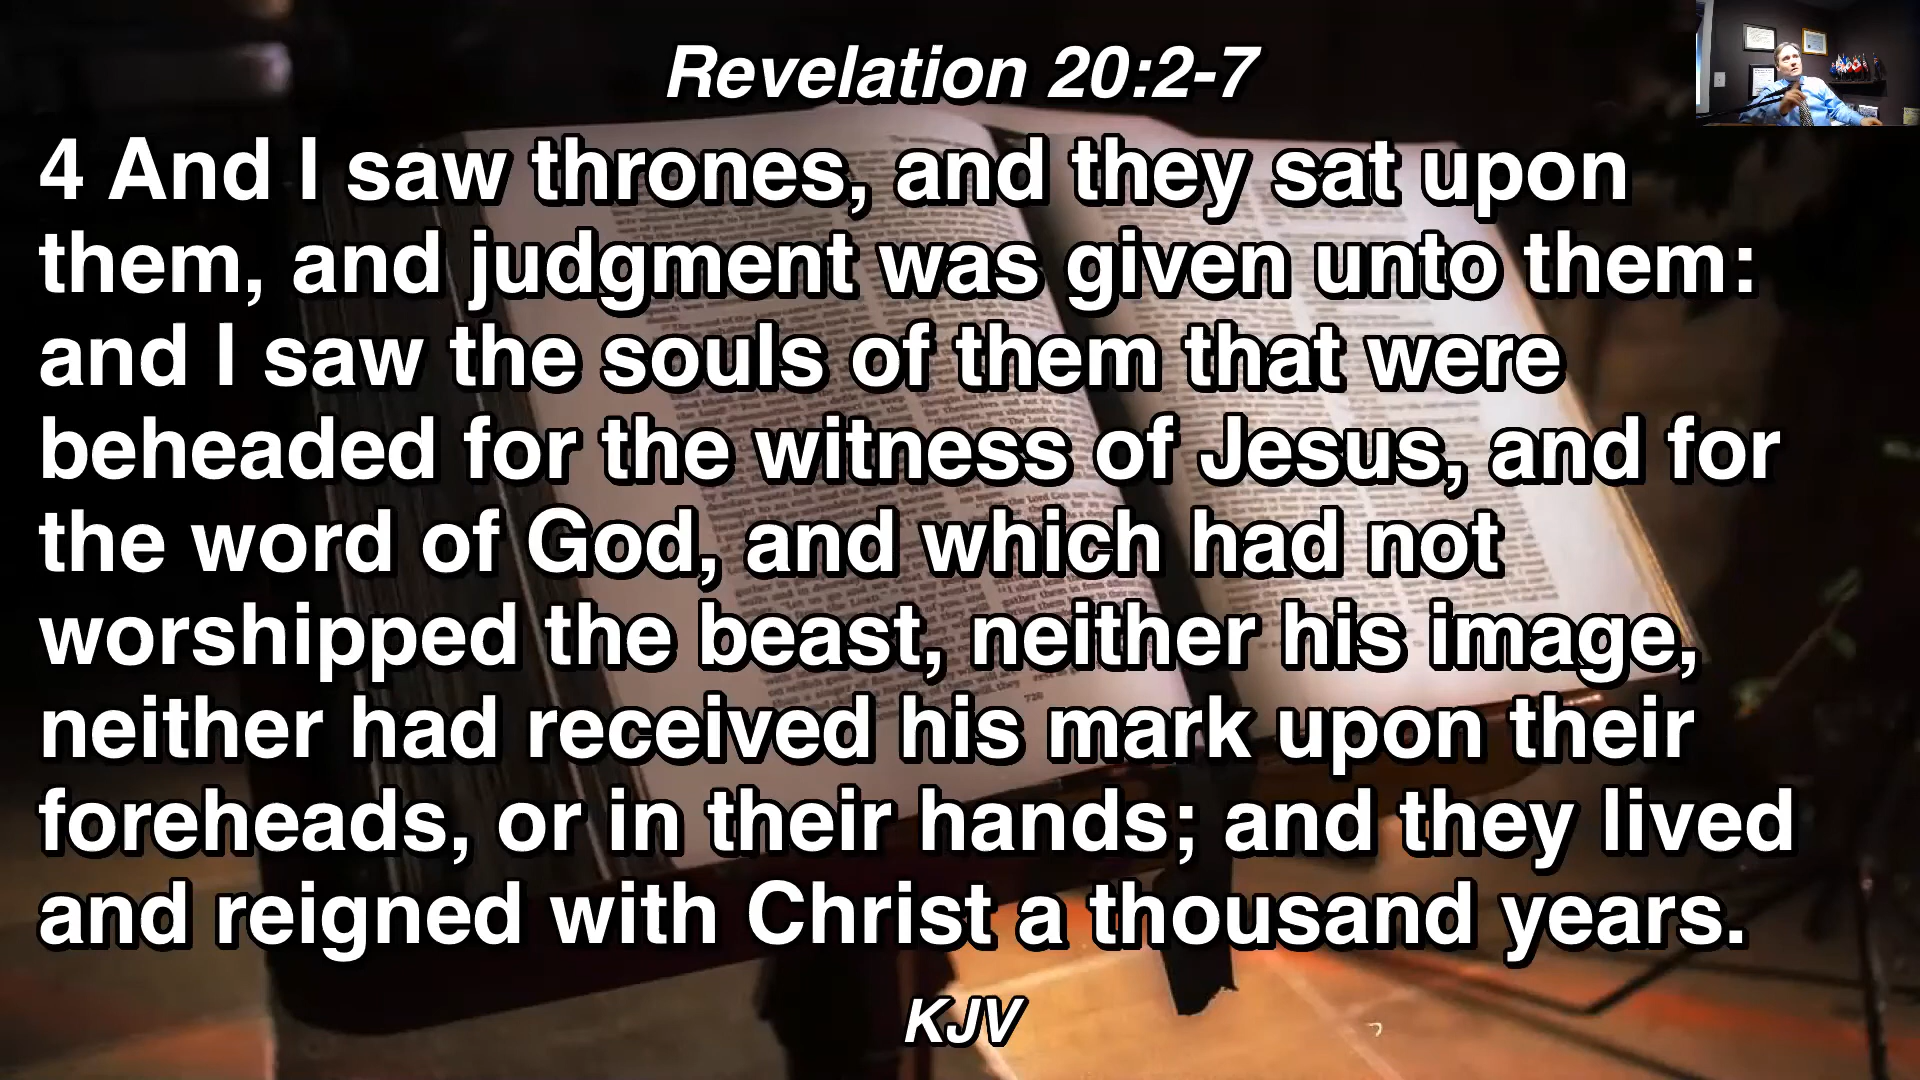 Revelation 20:2-7
4 And I saw thrones, and they sat upon
them, and judgment was given unto them:
and I saw the souls of them that were
beheaded for the witness of Jesus, and for
the word of God, and which had not
worshipped the beast, neither his image,
neither had received his mark upon their
foreheads, or in their hands; and they lived
and reigned with Christ a thousand years.
KJV